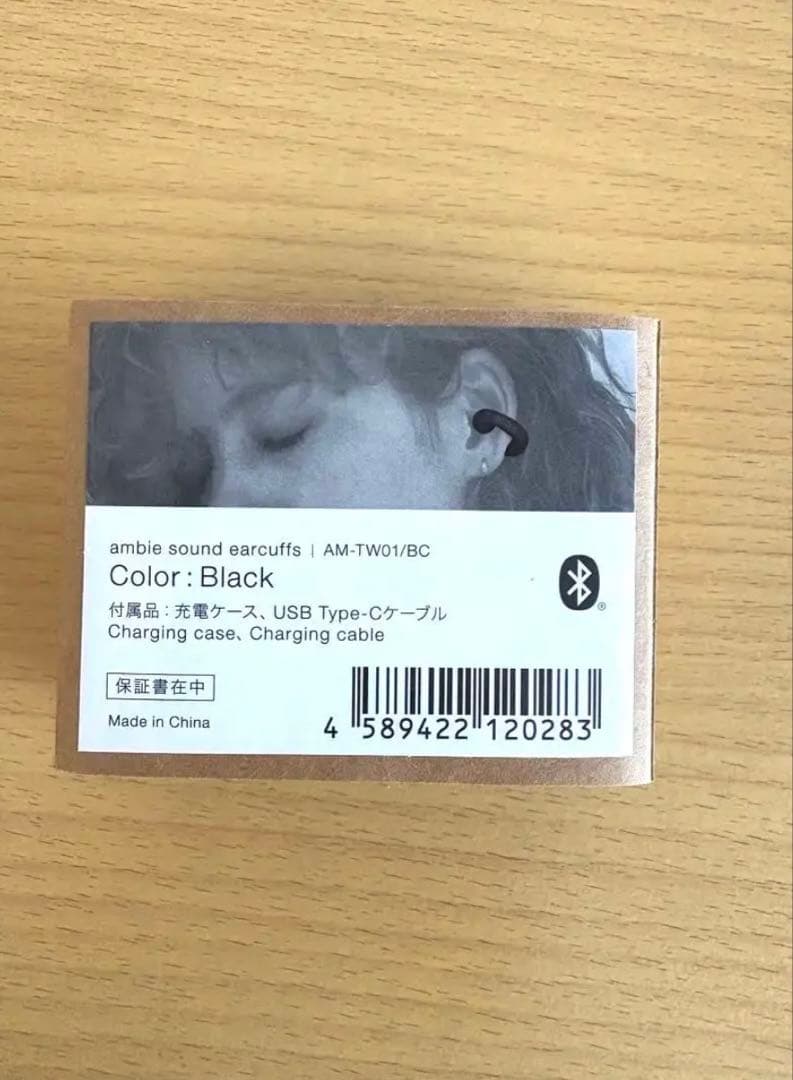 ambie sound earcuffs | AM-TW01/BC
Color : Black
付属品 : 充電ケース、USB Type-Cケーブル
Charging case、Charging cable
保証書在中
Made in China
4 589422 120283
®